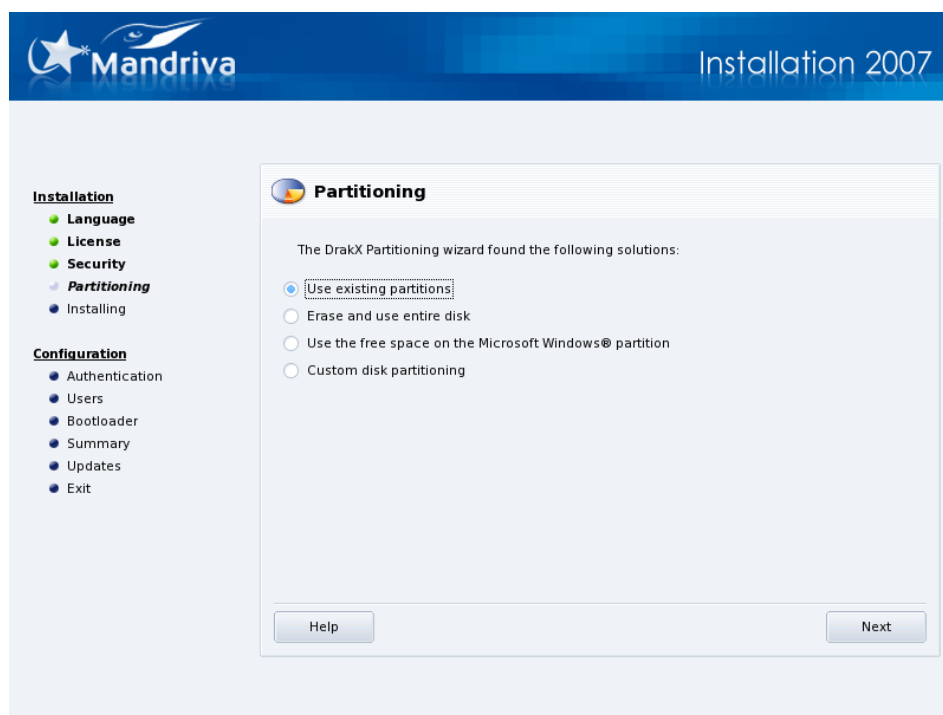 Mandriva
Installation 2007
Installation
Language
License
Security
Partitioning
Installing
Configuration
Authentication
Users
Bootloader
Summary
Updates
Exit
Partitioning
The DrakX Partitioning wizard found the following solutions:
Use existing partitions
Erase and use entire disk
Use the free space on the Microsoft Windows® partition
Custom disk partitioning
Help
Next